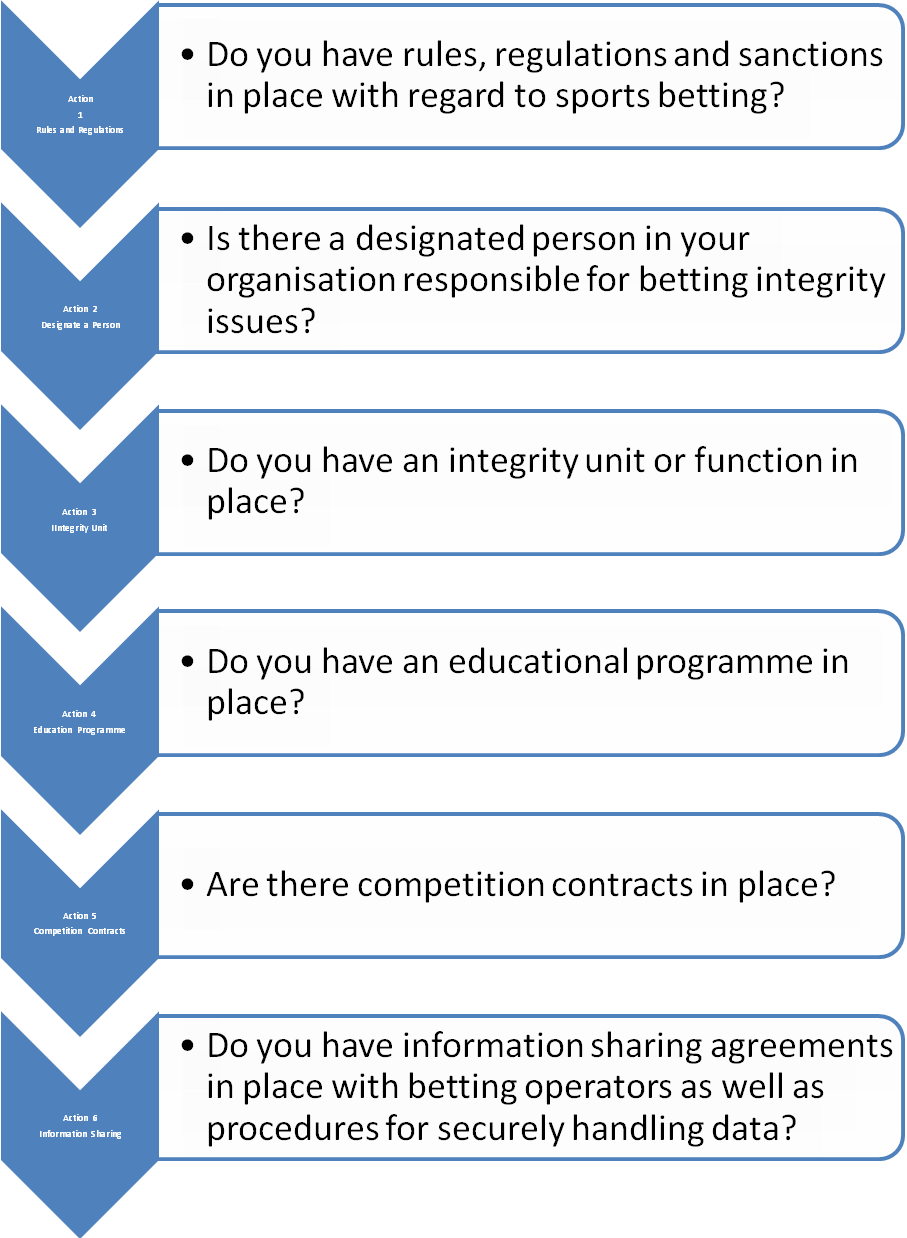 Action
1
Rules and Regulations
• Do you have rules, regulations and sanctions
in place with regard to sports betting?
Action 2
Designate a Person
• Is there a designated person in your
organisation responsible for betting integrity
issues?
Action 3
IIntegrity Unit
• Do you have an integrity unit or function in
place?
Action 4
Education Programme
• Do you have an educational programme in
place?
Action 5
Competition Contracts
• Are there competition contracts in place?
Action 6
Information Sharing
• Do you have information sharing agreements
in place with betting operators as well as
procedures for securely handling data?